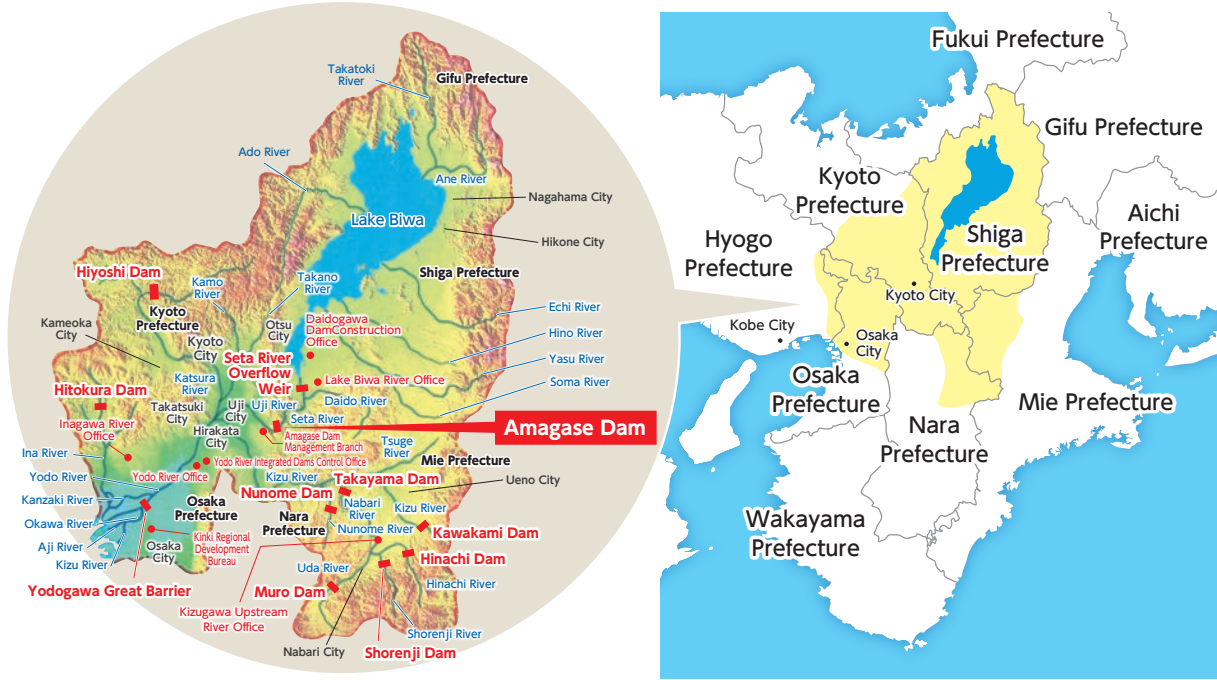 Takatoki
River
Gifu Prefecture
Ado River
Ane River
Nagahama City
Lake Biwa
Hikone City
Hiyoshi Dam
Kamo
River
Takano
River
Shiga Prefecture
Kyoto
Prefecture
Echi River
Kameoka
City
Otsu
City
Daidogawa
DamConstruction
Office
Hino River
Kyoto
City
Seta River
Overflow
Weir
Yasu River
Katsura
River
Lake Biwa River Office
Soma River
Hitokura Dam
Takatsuki
City
Uji
City
Uji River
Daido River
Inagawa River
Office
Hirakata
City
Seta River
Amagase Dam
Amagase Dam
Management Branch
Tsuge
River
Ina River
Yodo River Integrated Dams Control Office
Mie Prefecture
Yodo River
Yodo River Office
Kizu River
Takayama Dam
Ueno City
Kanzaki River
Osaka
Prefecture
Nunome Dam
Nabari
River
Kizu River
Okawa River
Nara
Prefecture
Nunome River
Kawakami Dam
Aji River
Osaka
City
Kinki Regional
Development
Bureau
Hinachi Dam
Kizu River
Uda River
Hinachi River
Yodogawa Great Barrier
Muro Dam
Kizugawa Upstream
River Office
Shorenji River
Nabari City
Shorenji Dam
Fukui Prefecture
Gifu Prefecture
Kyoto
Prefecture
Aichi
Prefecture
Hyogo
Prefecture
Shiga
Prefecture
Kyoto City
Kobe City
Osaka
City
Osaka
Prefecture
Mie Prefecture
Nara
Prefecture
Wakayama
Prefecture